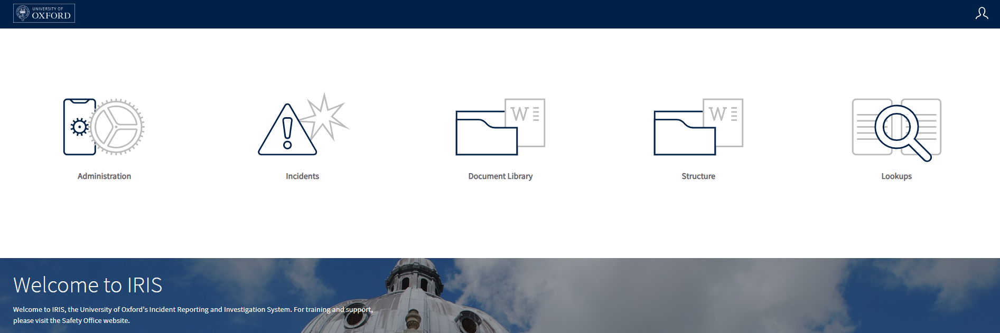 UNIVERSITY OF
OXFORD
W
W
Administration
Incidents
Document Library
Structure
Lookups
Welcome to IRIS
Welcome to IRIS, the University of Oxford's Incident Reporting and Investigation System. For training and support,
please visit the Safety Office website.